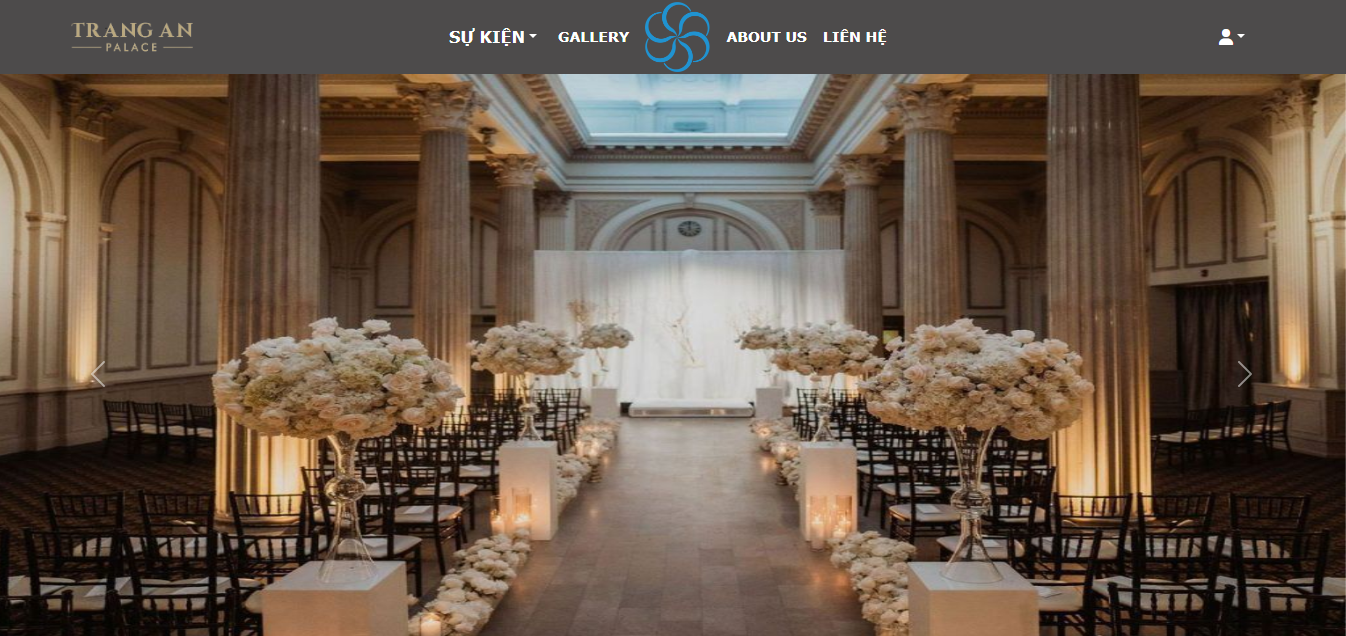 TRANG AN
PALACE
SỰ KIỆN
GALLERY
ABOUT US
LIÊN HỆ